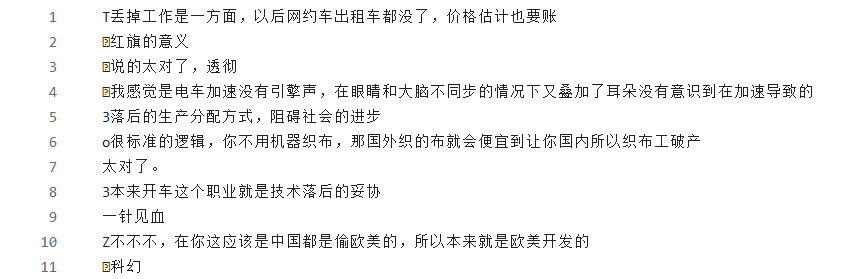 1 T丢掉工作是一方面，以后网约车出租车都没了，价格估计也要账
2 红旗的意义
3 说的太对了，透彻
4 我感觉是电车加速没有引擎声，在眼睛和大脑不同步的情况下又叠加了耳朵没有意识到在加速导致的
5 3落后的生产分配方式，阻碍社会的进步
6 o很标准的逻辑，你不用机器织布，那国外织的布就会便宜到让你国内所以织布工破产
7 太对了。
8 3本来开车这个职业就是技术落后的妥协
9 一针见血
10 Z不不不，在你这应该是中国都是偷欧美的，所以本来就是欧美开发的
11 科幻